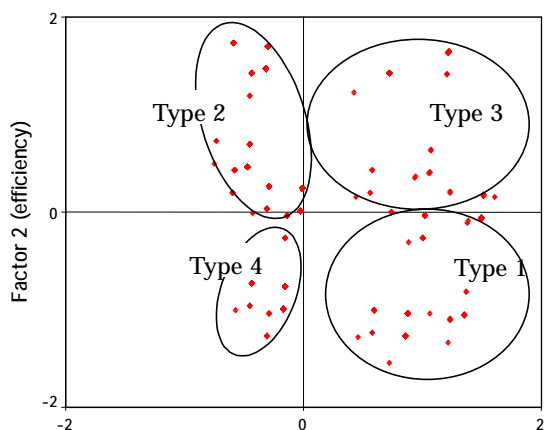 2
Type 2
Type 3
0
Factor 2 (efficiency)
Type 4
Type 1
-2
-2
0
2